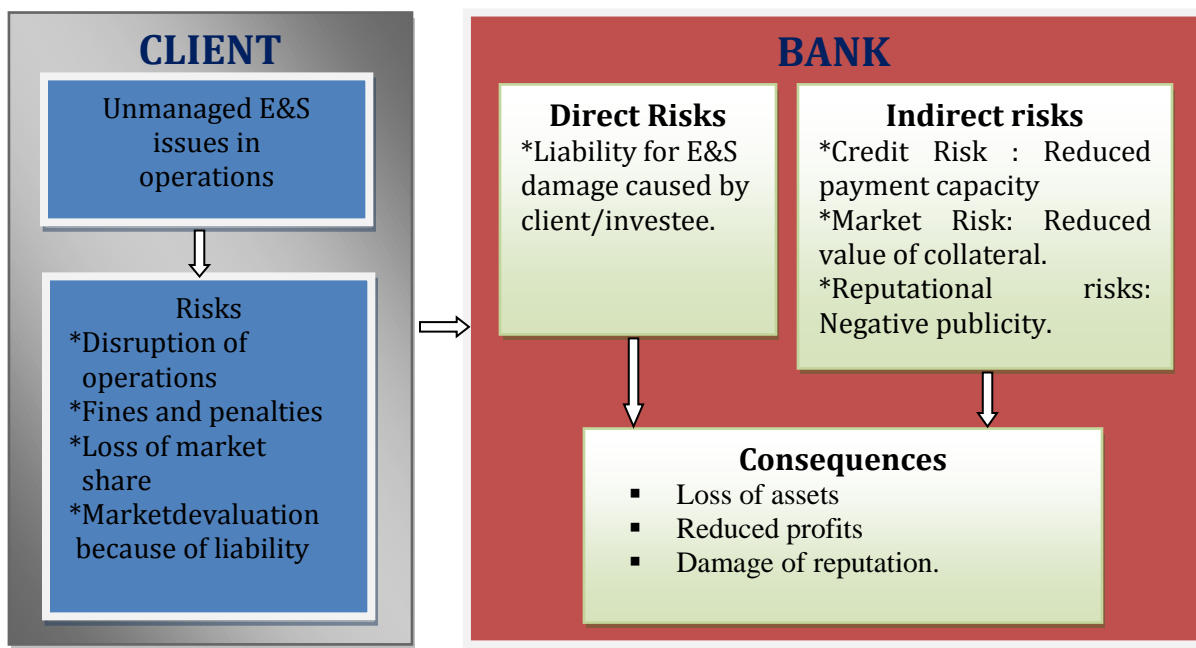 CLIENT
Unmanaged E&S
issues in
operations
Risks
*Disruption of
operations
*Fines and penalties
*Loss of market
share
*Marketdevaluation
because of liability
BANK
Direct Risks
*Liability for E&S
damage caused by
client/investee.
Indirect risks
*Credit Risk : Reduced
payment capacity
*Market Risk: Reduced
value of collateral.
*Reputational risks:
Negative publicity.
Consequences
▪ Loss of assets
▪ Reduced profits
▪ Damage of reputation.